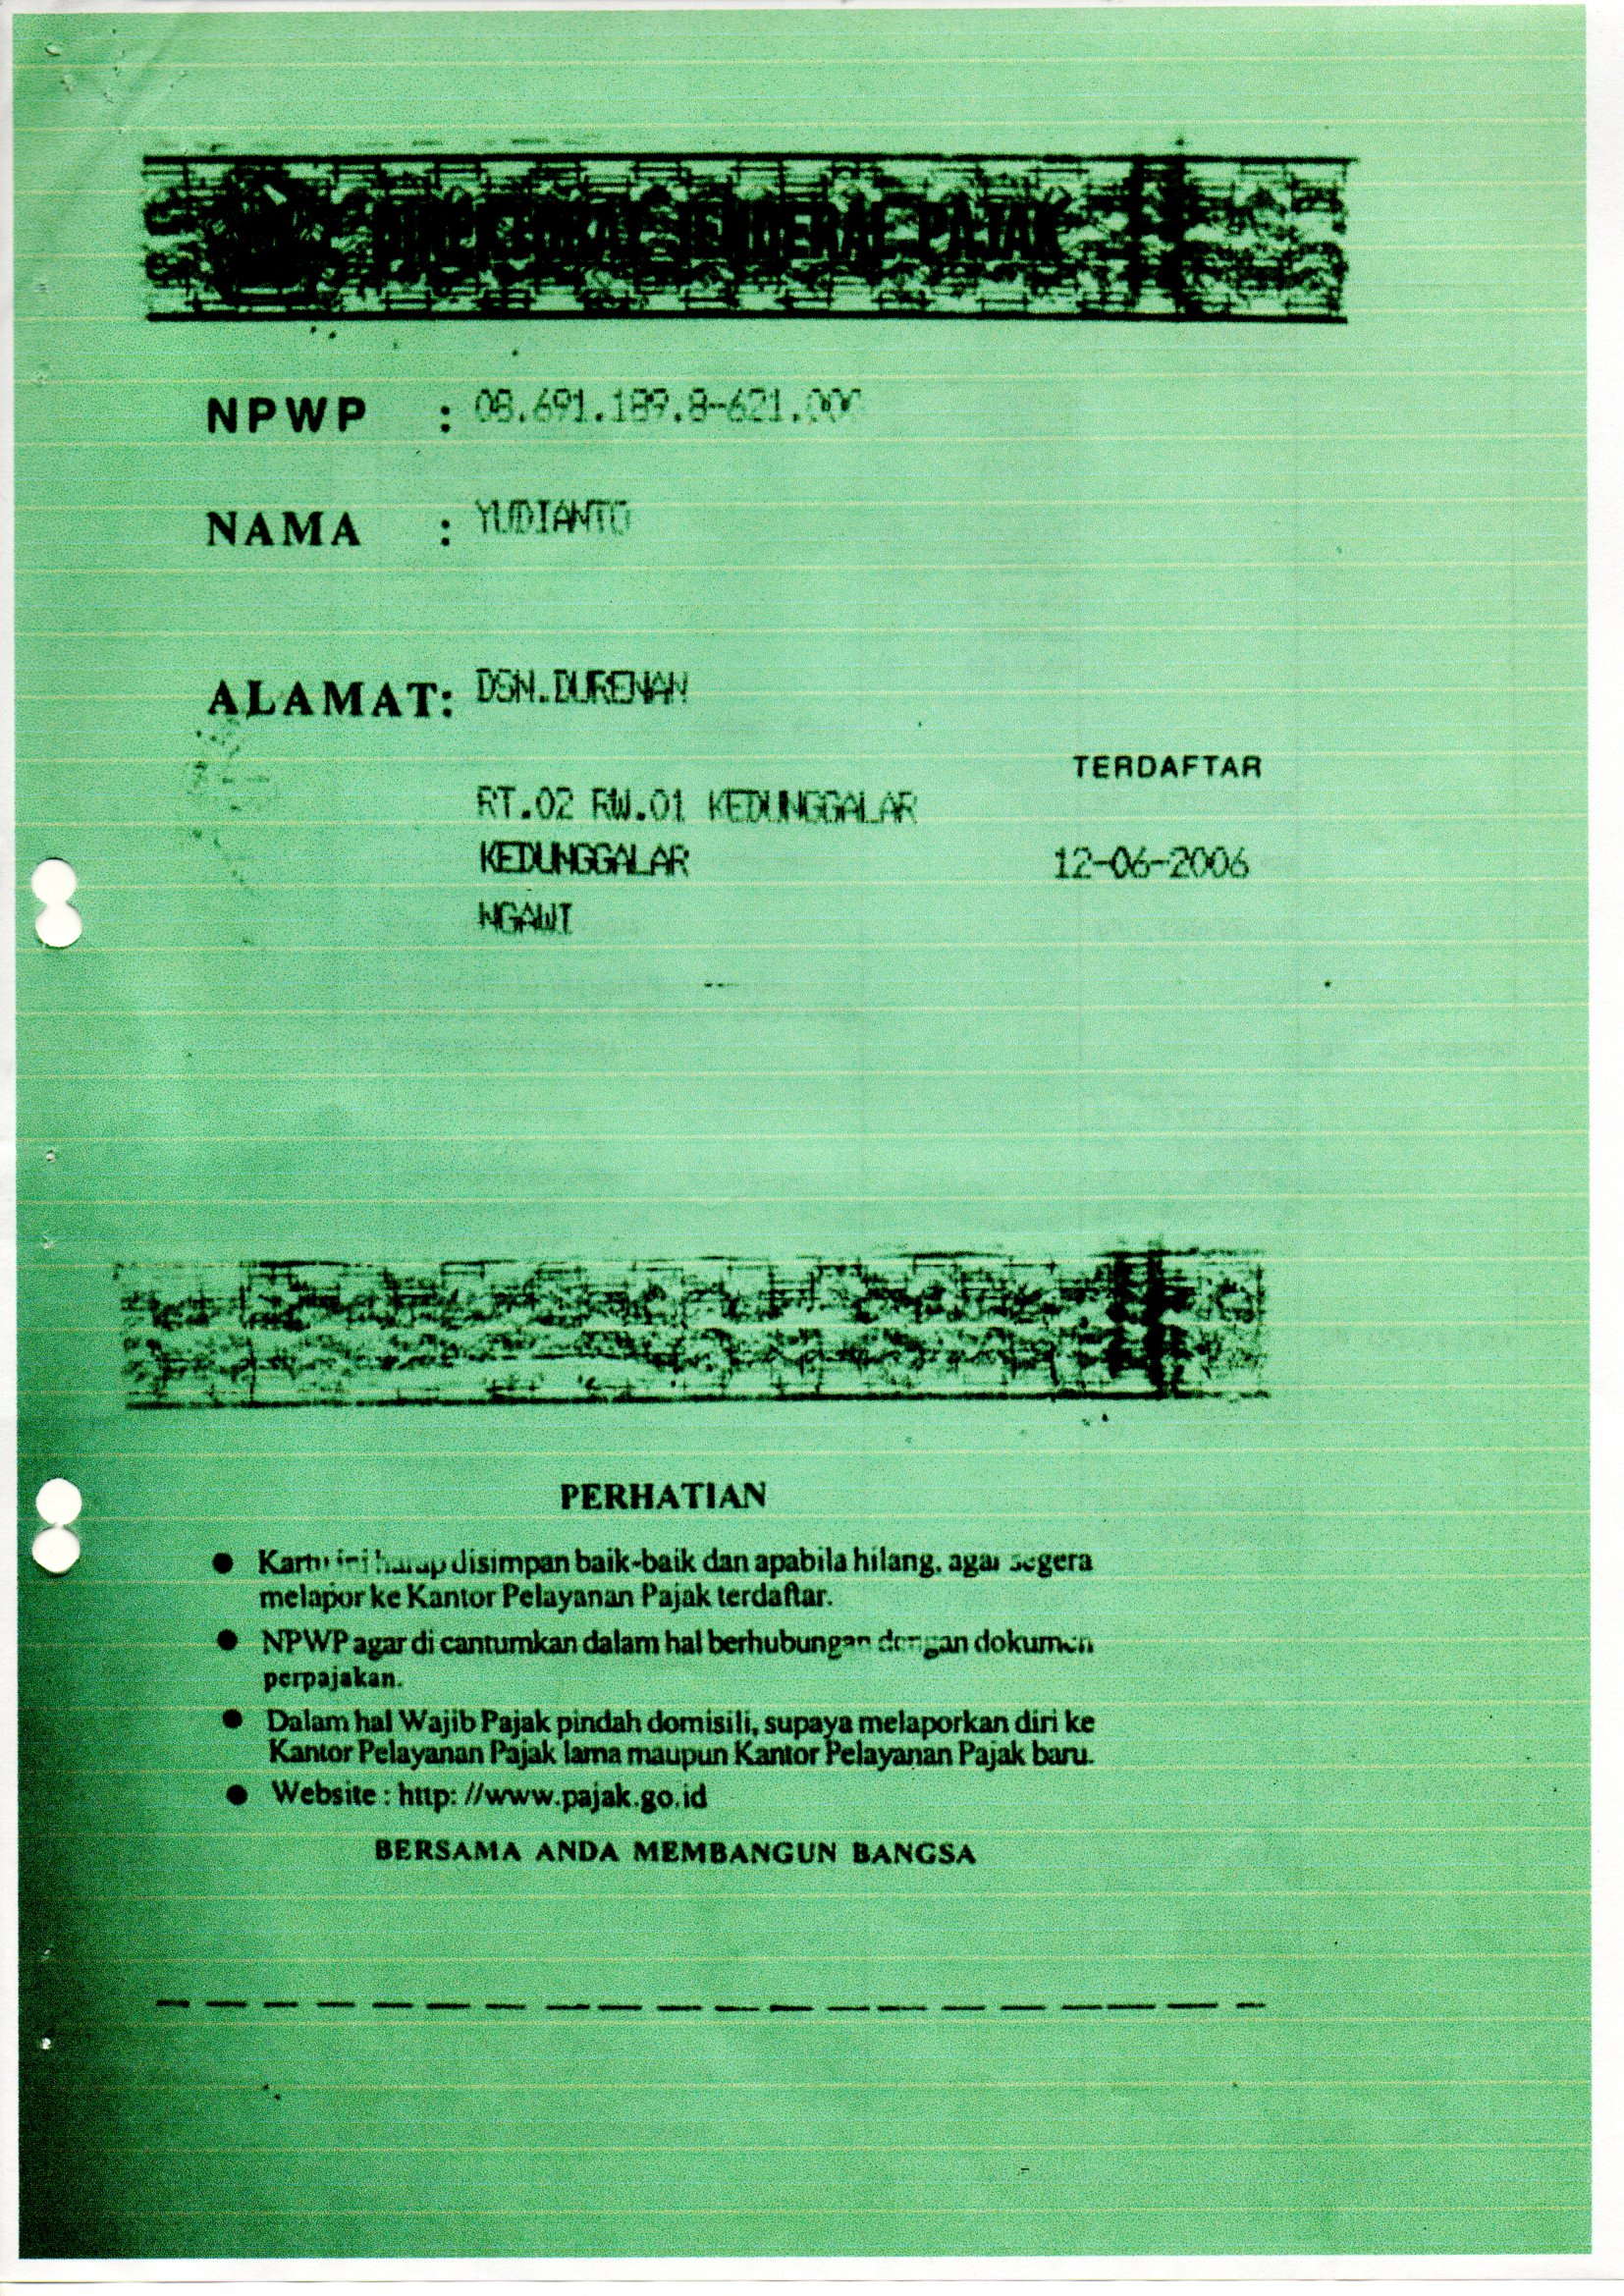 DIREKTORAT JENDERAL PAJAK
NPWP : 08.691.189.8-621.000
NAMA : YUDIANTO
ALAMAT: DSN.DURENAN
TERDAFTAR
RT.02 RW.01 KEDUNGGALAR
KEDUNGGALAR 12-06-2006
NGAWI
PERHATIAN
● Kartu ini harap disimpan baik-baik dan apabila hilang, agar segera
melapor ke Kantor Pelayanan Pajak terdaftar.
● NPWP agar di cantumkan dalam hal berhubungan dengan dokumen
perpajakan.
● Dalam hal Wajib Pajak pindah domisili, supaya melaporkan diri ke
Kantor Pelayanan Pajak lama maupun Kantor Pelayanan Pajak baru.
● Website : http: //www.pajak.go.id
BERSAMA ANDA MEMBANGUN BANGSA